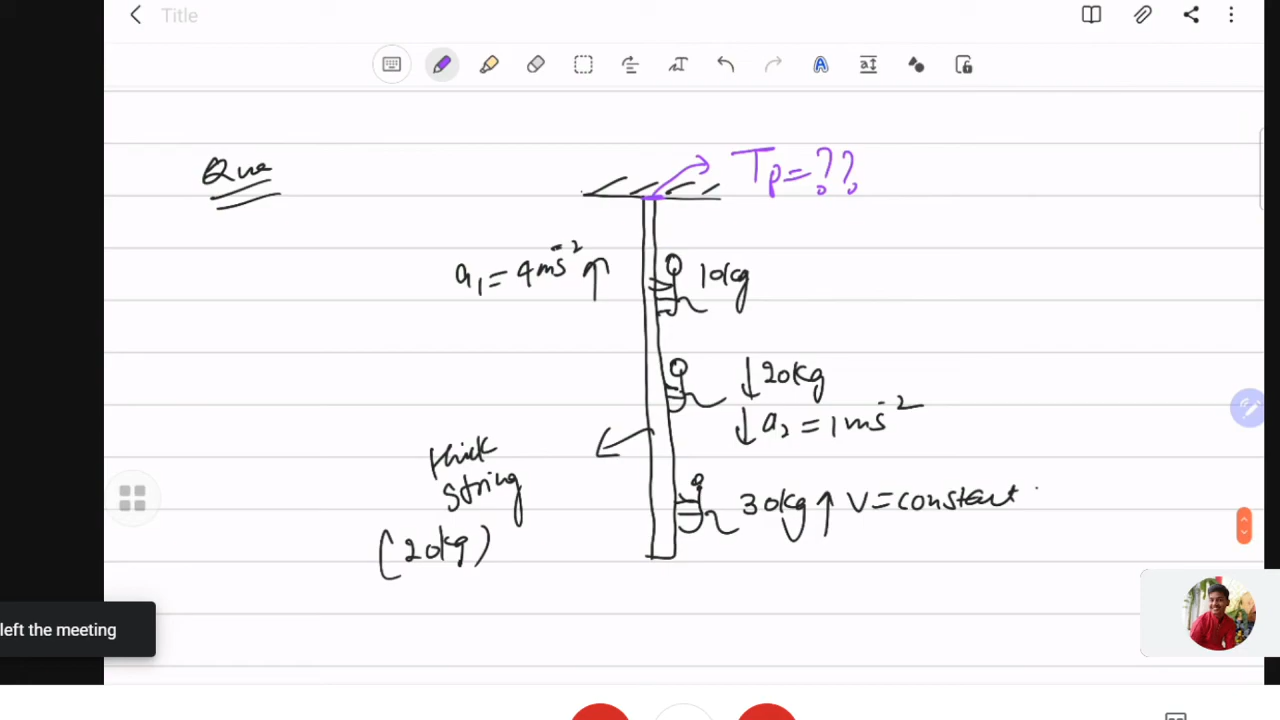 Title
Que
Tp=??
a1=4ms-2 ↑
10kg
↓20kg
↓ a2 = 1ms-2
thick
string
(20kg)
30kg ↑ V=constant
left the meeting